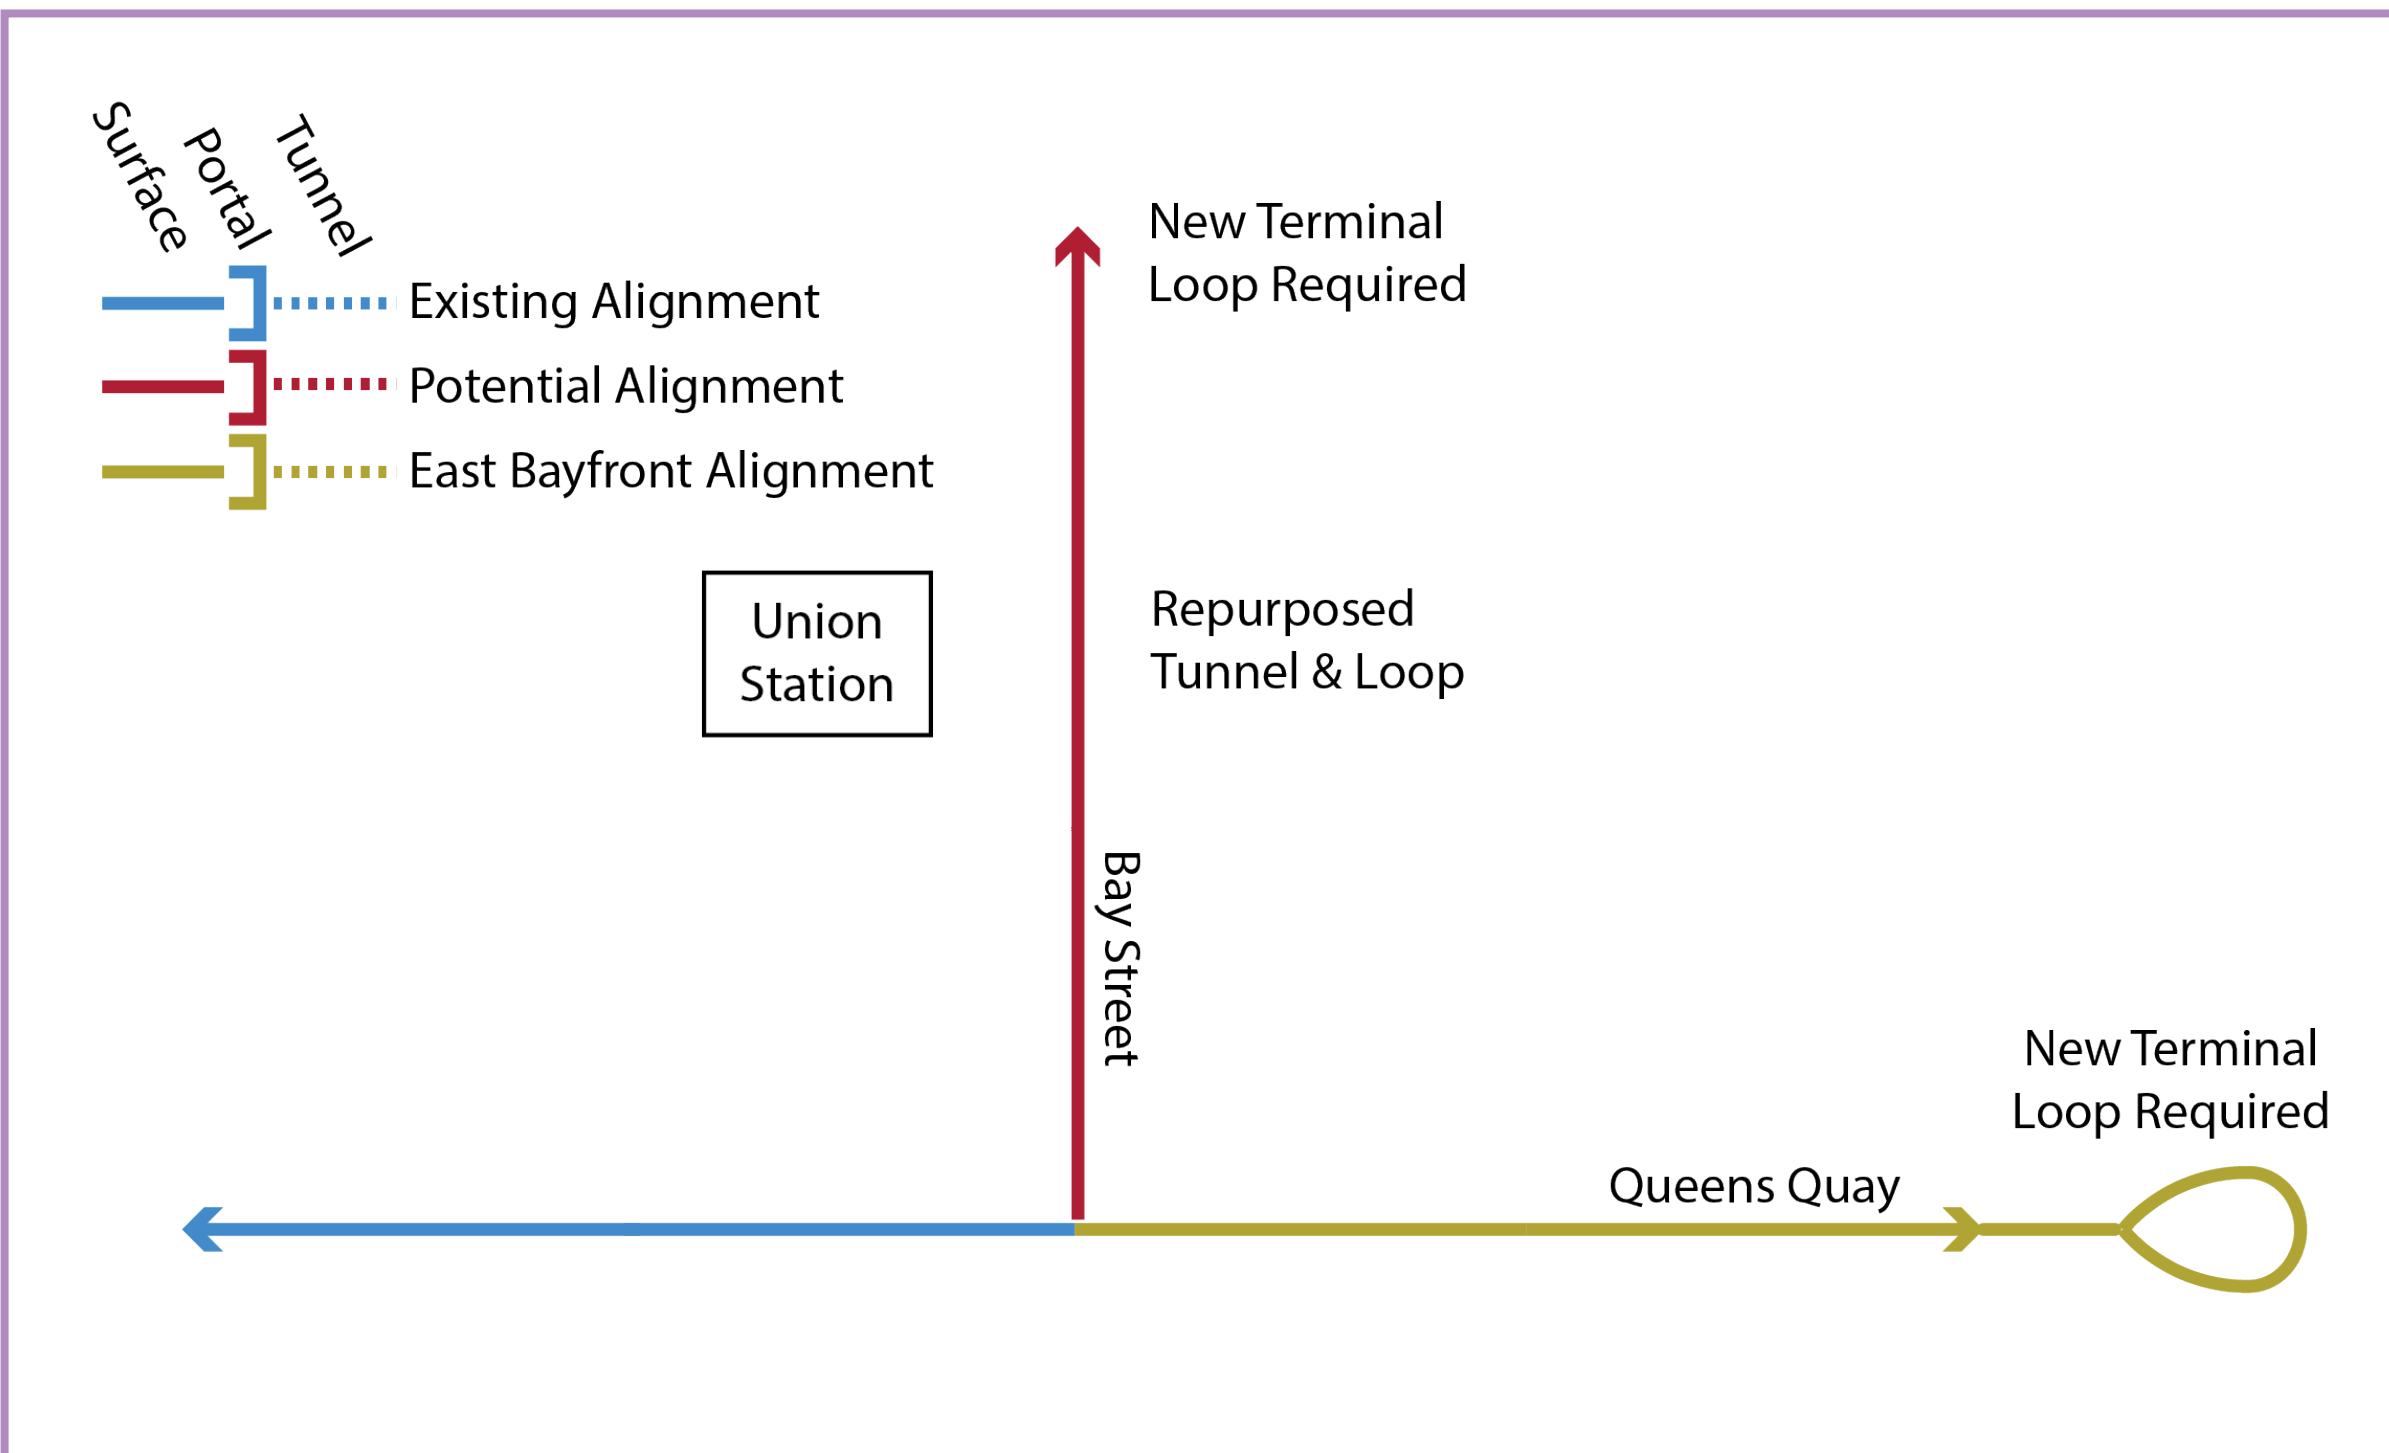 Surface
Portal
Tunnel
Existing Alignment
Potential Alignment
East Bayfront Alignment
New Terminal
Loop Required
Union
Station
Repurposed
Tunnel & Loop
Bay Street
New Terminal
Loop Required
Queens Quay